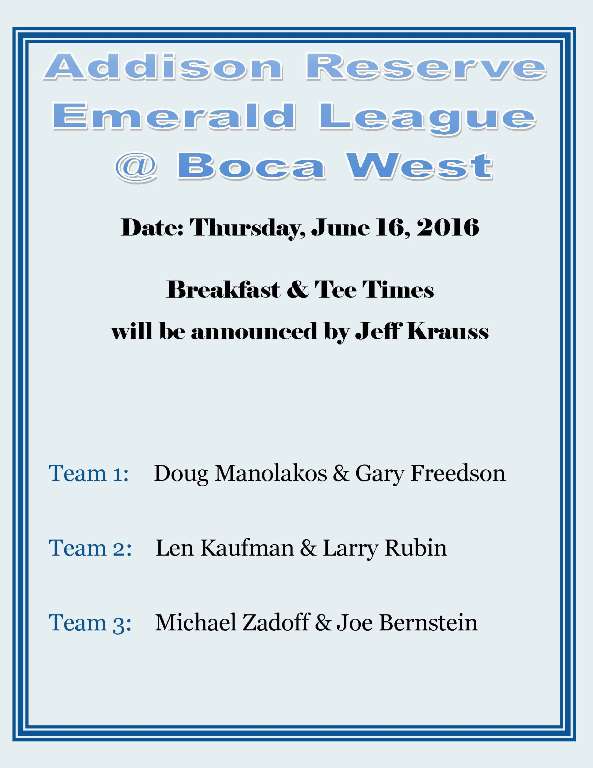 Addison Reserve
Emerald League
@ Boca West
Date: Thursday, June 16, 2016
Breakfast & Tee Times
will be announced by Jeff Krauss
Team 1: Doug Manolakos & Gary Freedson
Team 2: Len Kaufman & Larry Rubin
Team 3: Michael Zadoff & Joe Bernstein